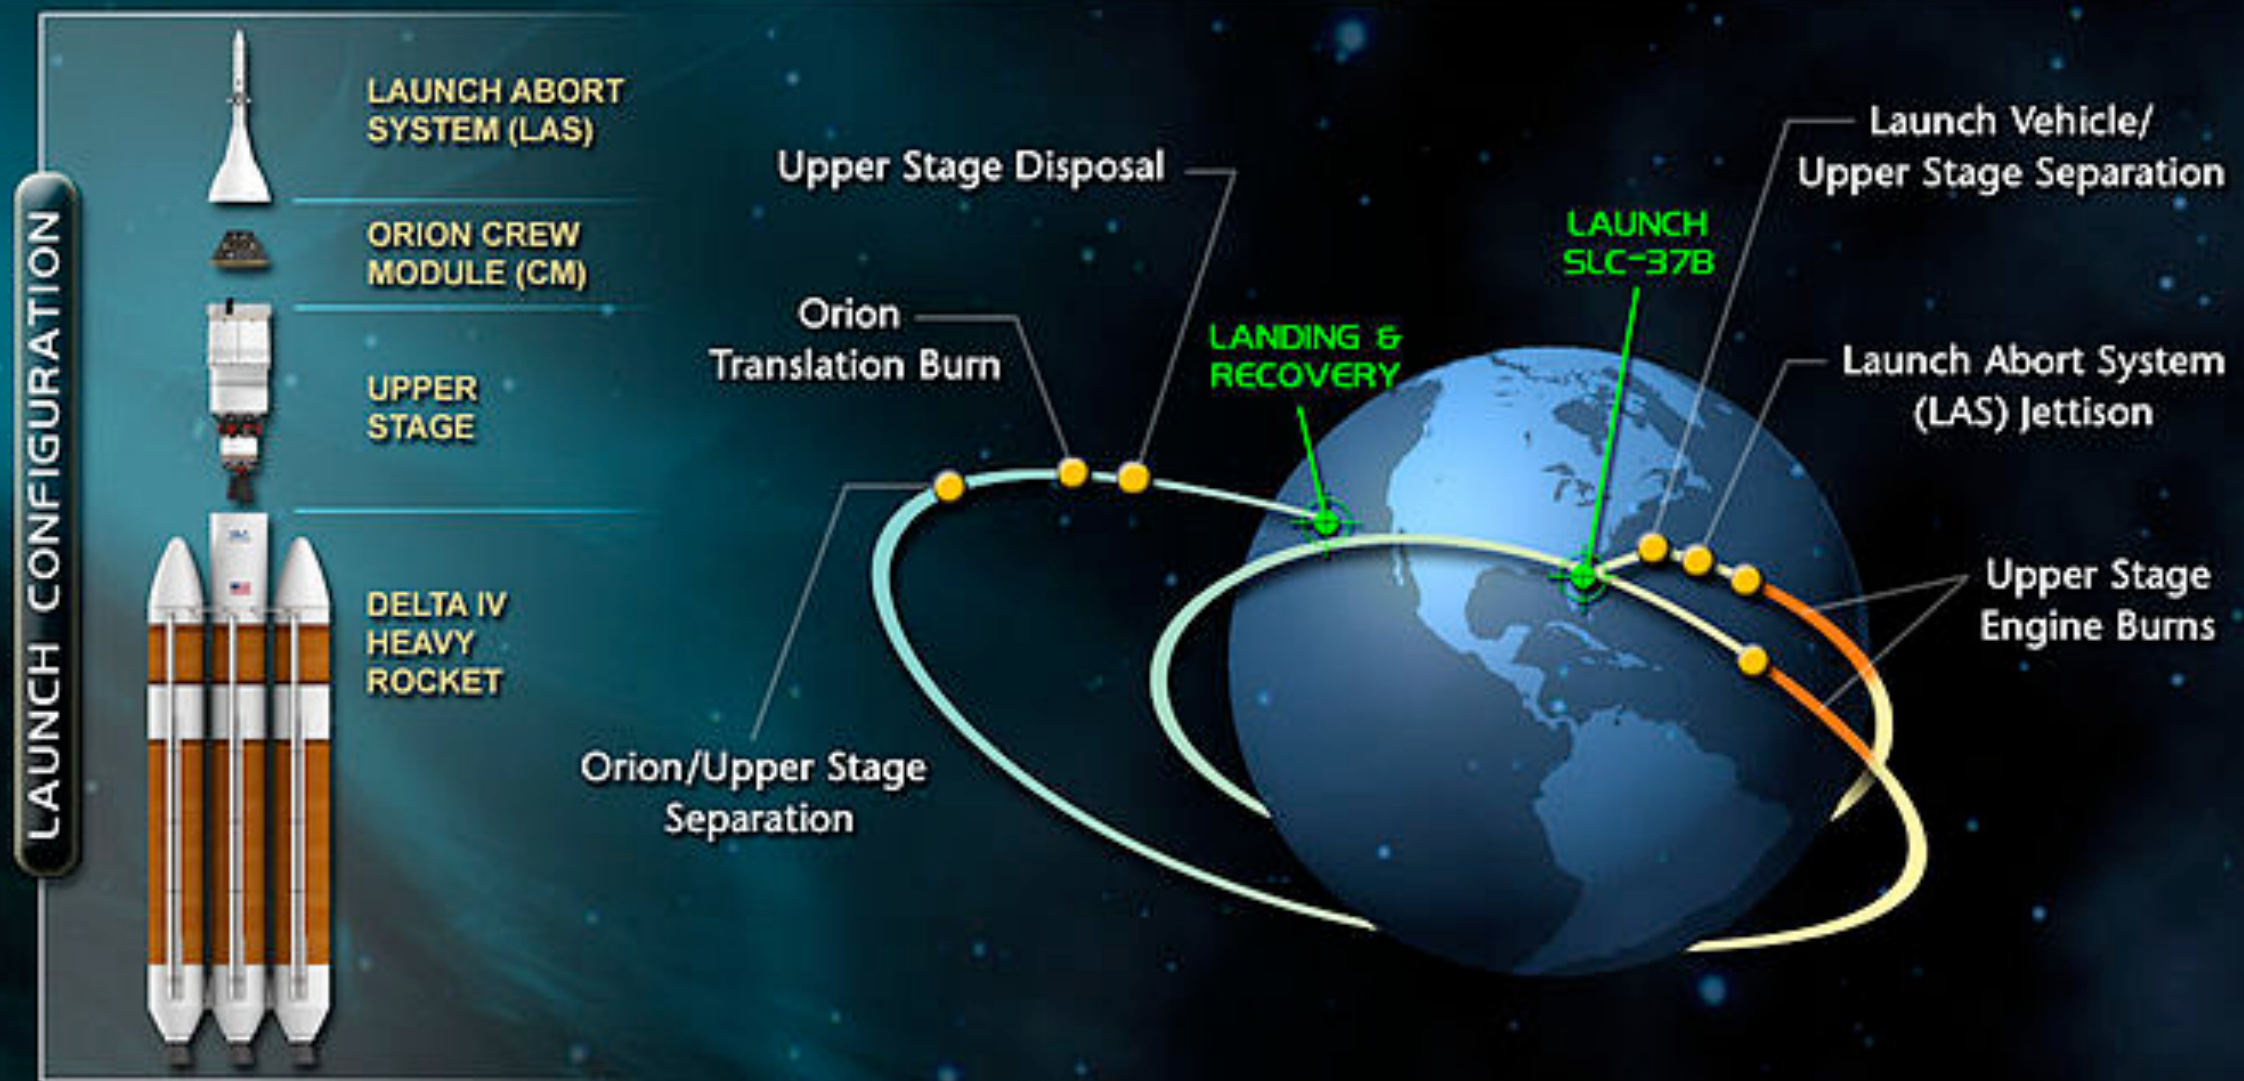 LAUNCH CONFIGURATION
LAUNCH ABORT
SYSTEM (LAS)
ORION CREW
MODULE (CM)
UPPER
STAGE
DELTA IV
HEAVY
ROCKET
Upper Stage Disposal
Orion
Translation Burn
Orion/Upper Stage
Separation
LANDING &
RECOVERY
LAUNCH
SLC-37B
Launch Vehicle/
Upper Stage Separation
Launch Abort System
(LAS) Jettison
Upper Stage
Engine Burns